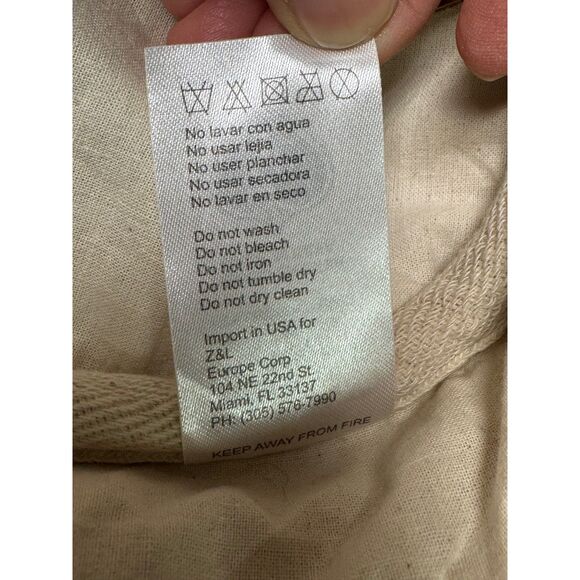 No lavar con agua
No usar lejia
No user planchar
No usar secadora
No lavar en seco
Do not wash
Do not bleach
Do not iron
Do not tumble dry
Do not dry clean
Import in USA for
Z&L
Europe Corp
104 NE 22nd St.
Miami, FL 33137
PH: (305) 576-7990
KEEP AWAY FROM FIRE